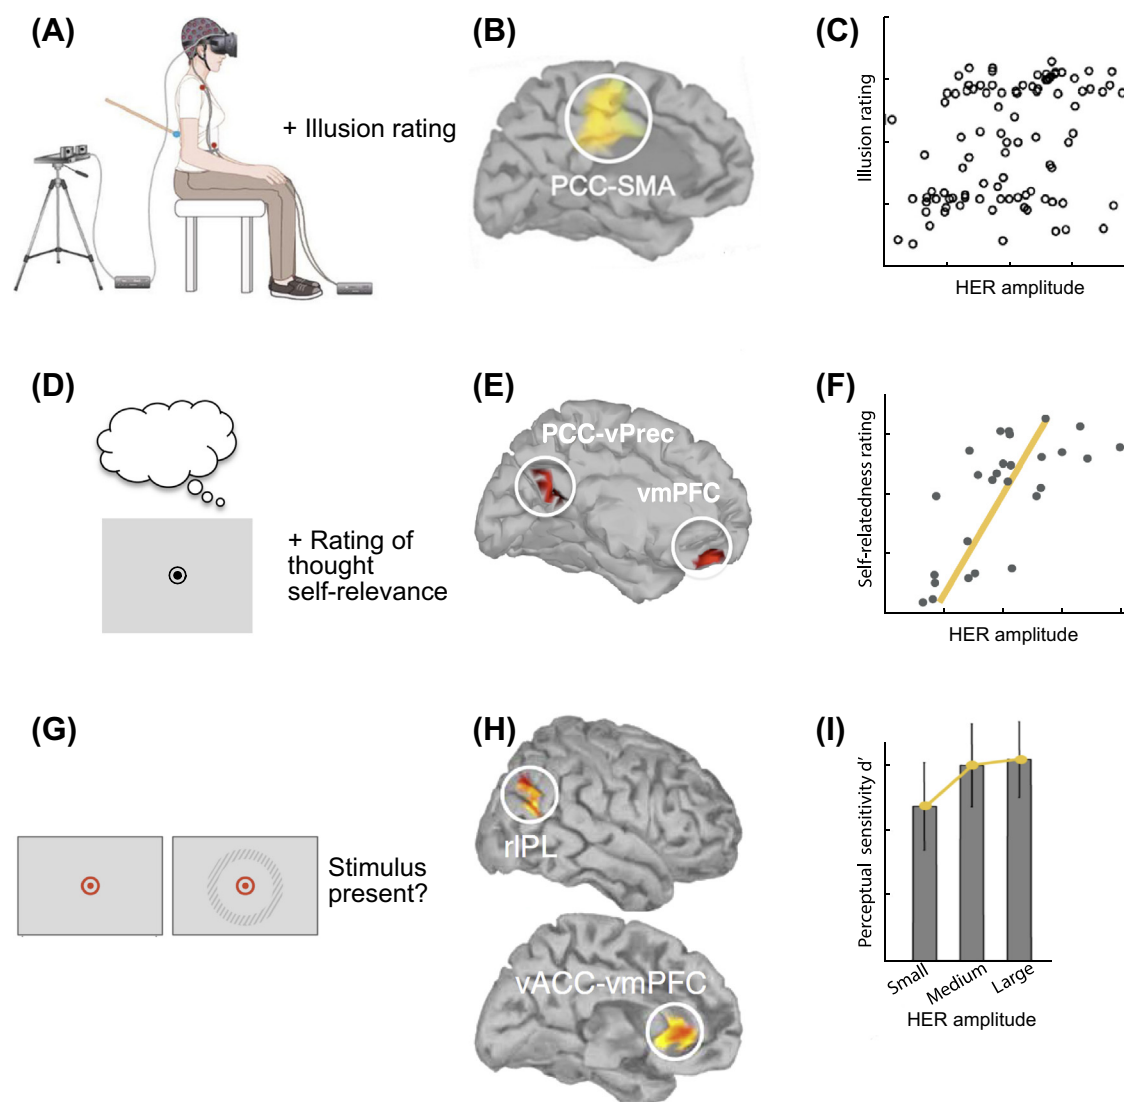 (A)
+ Illusion rating
(B)
PCC-SMA
(C)
Illusion rating
HER amplitude
(D)
+ Rating of
thought
self-relevance
(E)
PCC-vPrec
vmPFC
(F)
Self-relatedness rating
HER amplitude
(G)
Stimulus
present?
(H)
rIPL
vACC-vmPFC
(I)
Perceptual sensitivity d′
Small
Medium
Large
HER amplitude